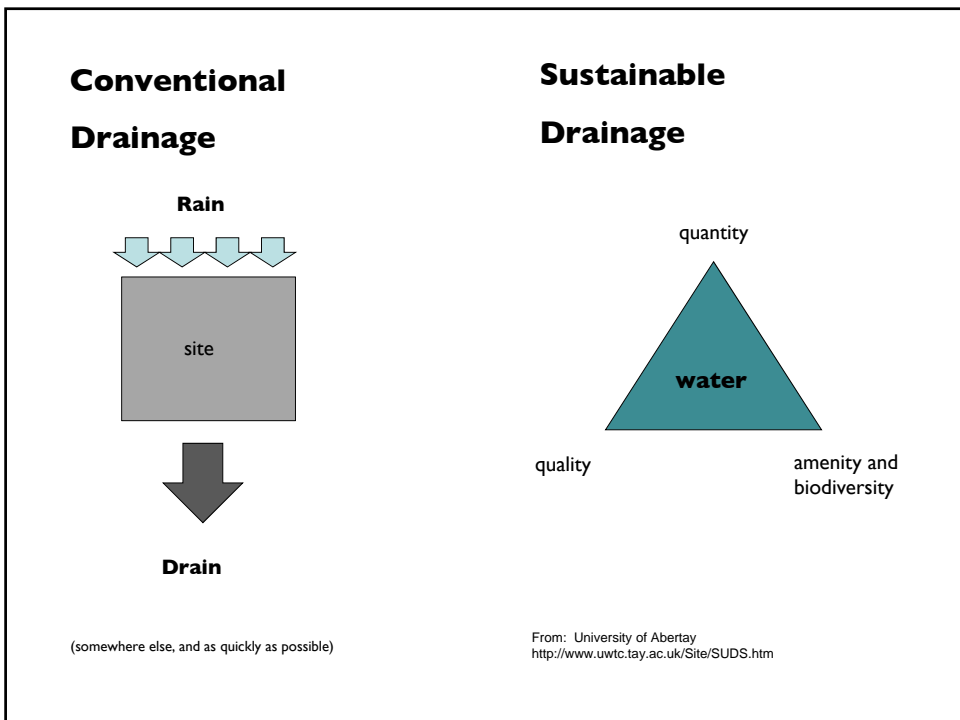 Conventional
Drainage
Rain
site
Drain
(somewhere else, and as quickly as possible)
Sustainable
Drainage
quantity
water
quality
amenity and
biodiversity
From: University of Abertay
http://www.uwtc.tay.ac.uk/Site/SUDS.htm